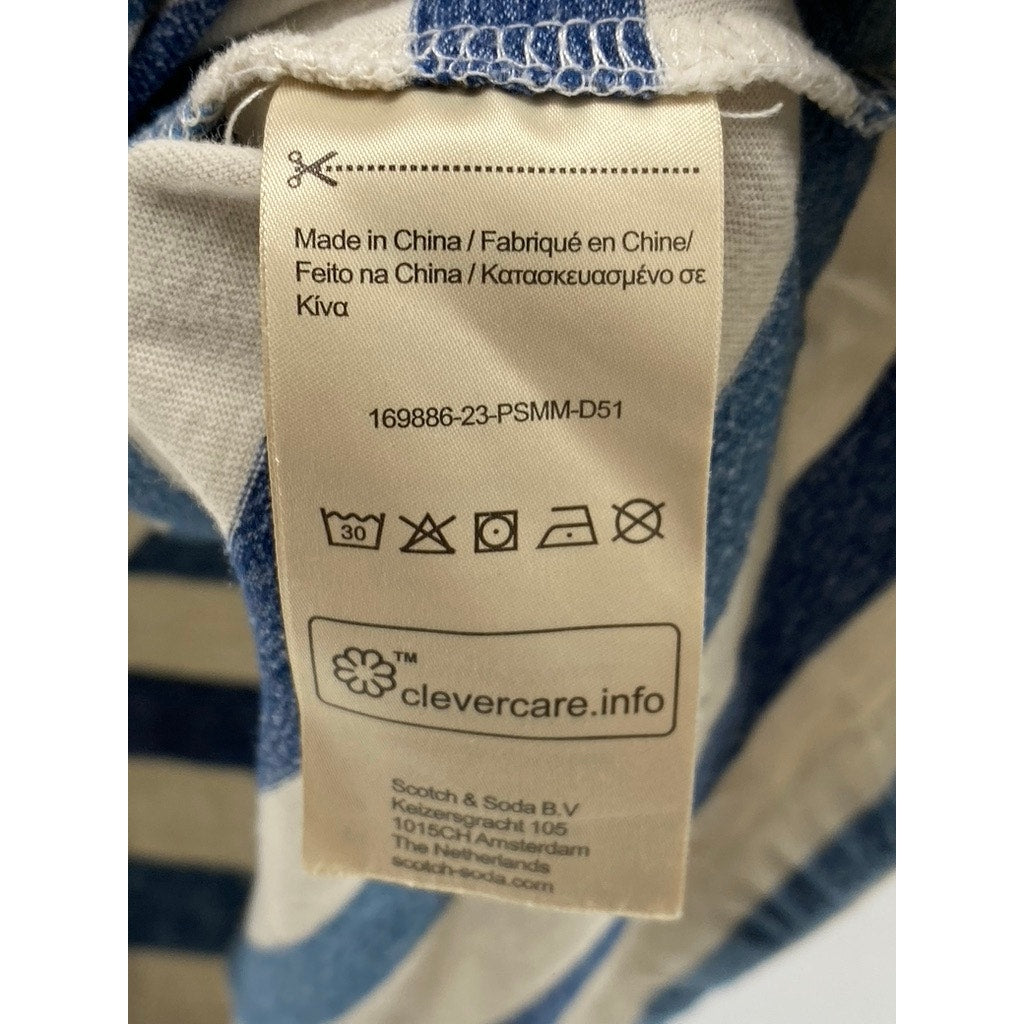 Made in China / Fabriqué en Chine/
Feito na China / Κατασκευασμένο σε
Κίνα
169886-23-PSMM-D51
30
™
clevercare.info
Scotch & Soda B.V
Keizersgracht 105
1015CH Amsterdam
The Netherlands
scotch-soda.com